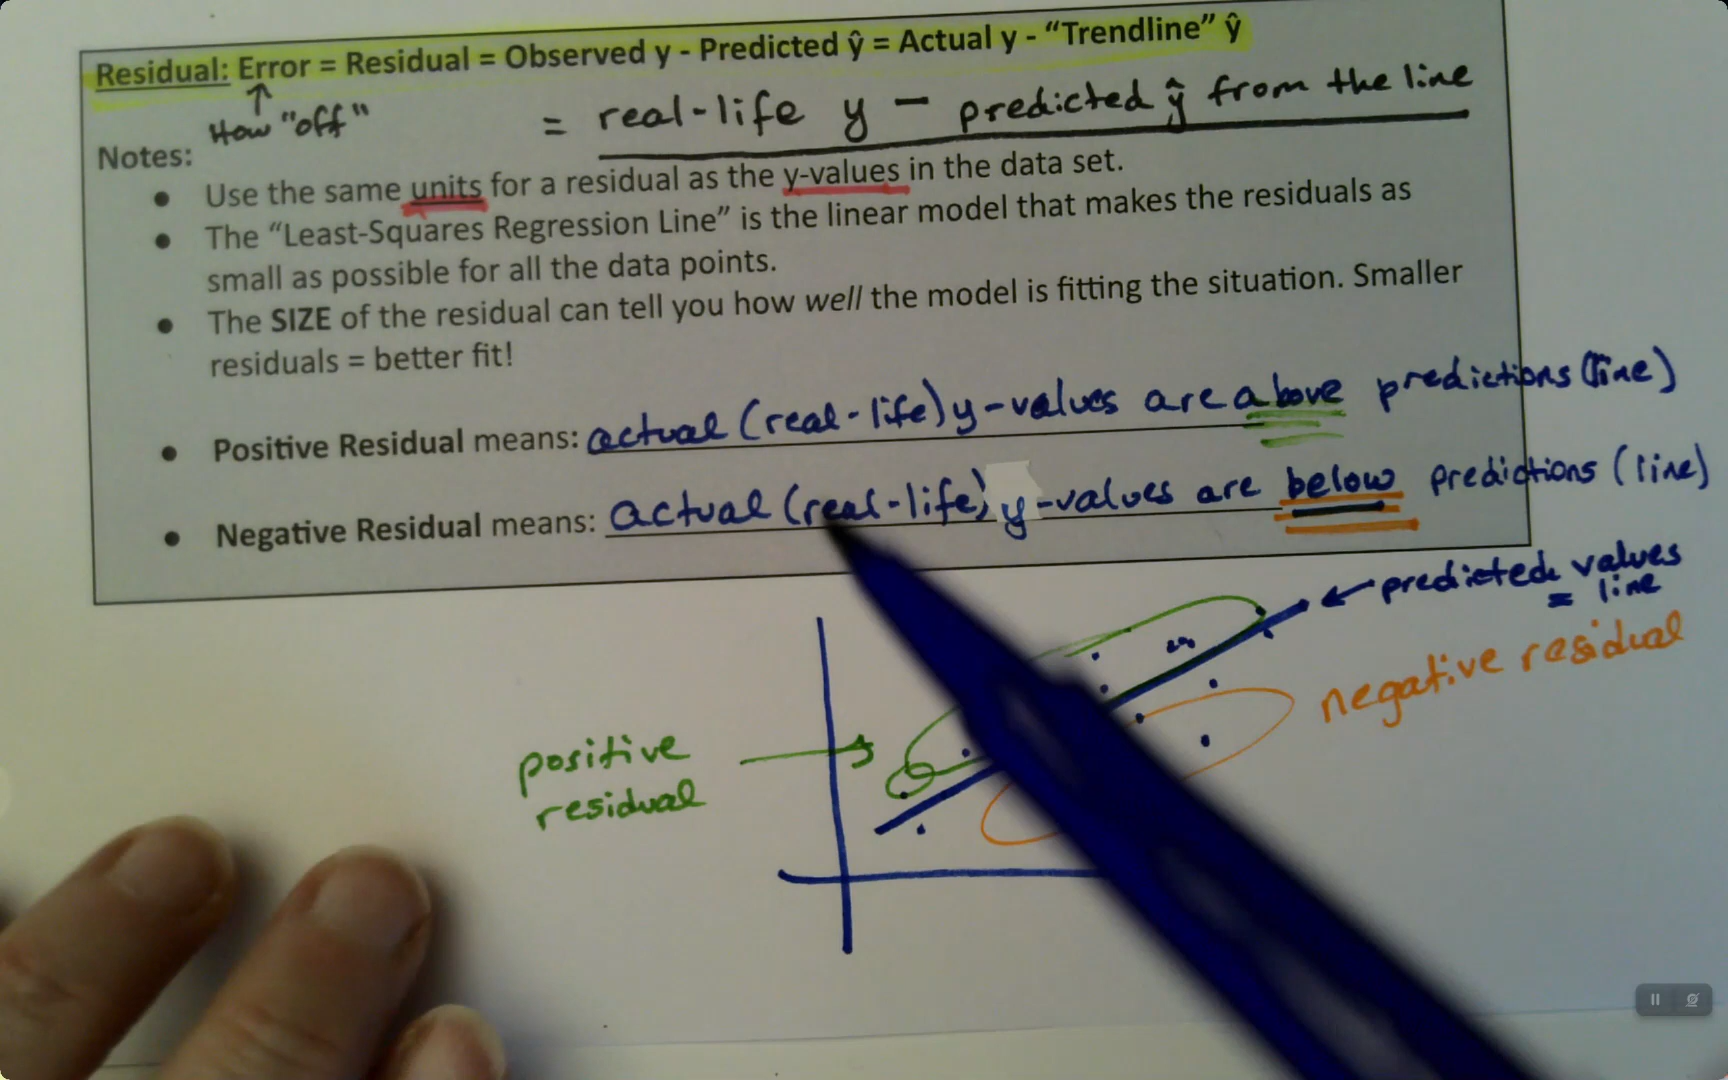 Residual: Error = Residual = Observed y - Predicted ŷ = Actual y - “Trendline” ŷ
How "off"
= real-life y - predicted ŷ from the line
Notes:
Use the same units for a residual as the y-values in the data set.
The “Least-Squares Regression Line” is the linear model that makes the residuals as
small as possible for all the data points.
The SIZE of the residual can tell you how well the model is fitting the situation. Smaller
residuals = better fit!
Positive Residual means: actual (real-life) y-values are above predictions (line)
Negative Residual means: actual (real-life) y-values are below predictions (line)
predicted values
= line
negative residual
positive
residual